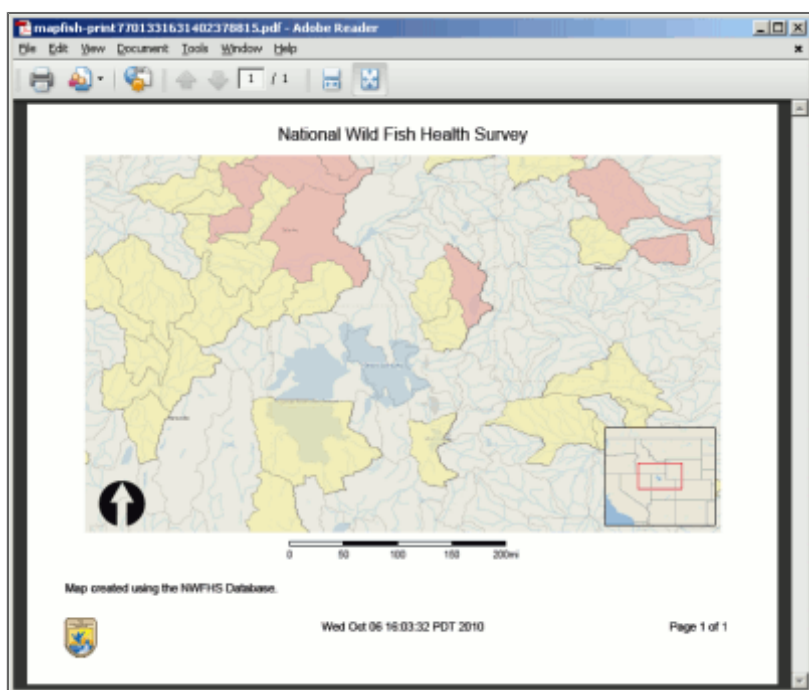 mapfish-print7701331631402378815.pdf - Adobe Reader
File Edit View Document Tools Window Help
1 / 1
National Wild Fish Health Survey
0 50 100 150 200mi
Map created using the NWFHS Database.
Wed Oct 06 16:03:32 PDT 2010
Page 1 of 1